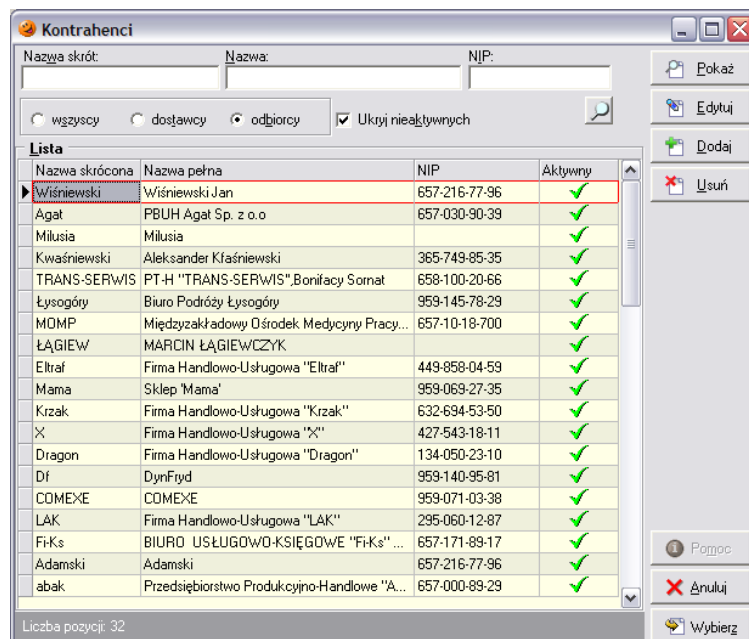 Kontrahenci
Nazwa skrót: Nazwa: NIP:
wszyscy dostawcy odbiorcy Ukryj nieaktywnych
Pokaż
Edytuj
Dodaj
Usuń
Lista
Nazwa skrócona Nazwa pełna NIP Aktywny
Wiśniewski Wiśniewski Jan 657-216-77-96
Agat PBUH Agat Sp. z o.o 657-030-90-39
Milusia Milusia
Kwaśniewski Aleksander Kfaśniewski 365-749-85-35
TRANS-SERWIS PT-H "TRANS-SERWIS",Bonifacy Sornat 658-100-20-66
Łysogóry Biuro Podróży Łysogóry 959-145-78-29
MOMP Międzyzakładowy Ośrodek Medycyny Pracy... 657-10-18-700
ŁĄGIEW MARCIN ŁĄGIEWCZYK
Eltraf Firma Handlowo-Usługowa "Eltraf" 449-858-04-59
Mama Sklep 'Mama' 959-069-27-35
Krzak Firma Handlowo-Usługowa "Krzak" 632-694-53-50
X Firma Handlowo-Usługowa "X" 427-543-18-11
Dragon Firma Handlowo-Usługowa "Dragon" 134-050-23-10
Df DynFryd 959-140-95-81
COMEXE COMEXE 959-071-03-38
LAK Firma Handlowo-Usługowa "LAK" 295-060-12-87
Fi-Ks BIURO USŁUGOWO-KSIĘGOWE "Fi-Ks" ... 657-171-89-17
Adamski Adamski 657-216-77-96
abak Przedsiębiorstwo Produkcyjno-Handlowe "A... 657-000-89-29
Pomoc
Anuluj
Wybierz
Liczba pozycji: 32